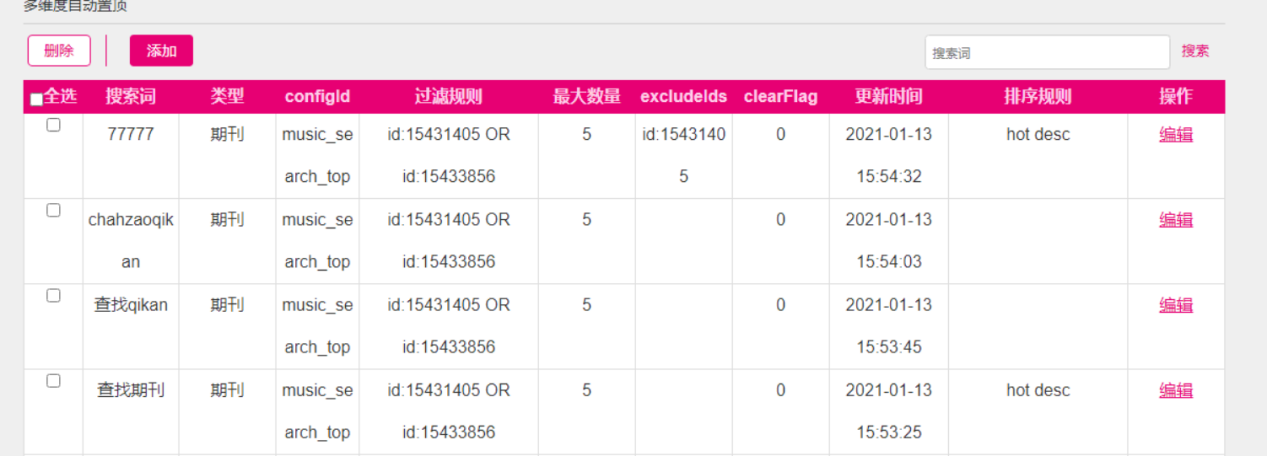 多维度自动置顶
删除 添加 搜索词 搜索
全选 搜索词 类型 configId 过滤规则 最大数量 excludeIds clearFlag 更新时间 排序规则 操作
77777 期刊 music_se id:15431405 OR 5 id:1543140 0 2021-01-13 hot desc 编辑
arch_top id:15433856 5 15:54:32
chahzaoqik 期刊 music_se id:15431405 OR 5 0 2021-01-13 编辑
an arch_top id:15433856 15:54:03
查找qikan 期刊 music_se id:15431405 OR 5 0 2021-01-13 编辑
arch_top id:15433856 15:53:45
查找期刊 期刊 music_se id:15431405 OR 5 0 2021-01-13 hot desc 编辑
arch_top id:15433856 15:53:25